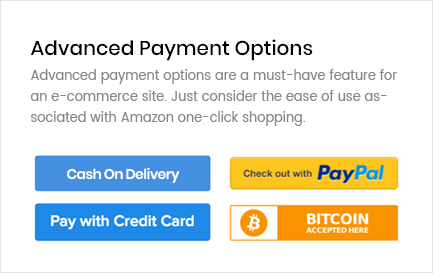 Advanced Payment Options
Advanced payment options are a must-have feature for
an e-commerce site. Just consider the ease of use as-
sociated with Amazon one-click shopping.
Cash On Delivery
Check out with PayPal
Pay with Credit Card
BITCOIN
ACCEPTED HERE